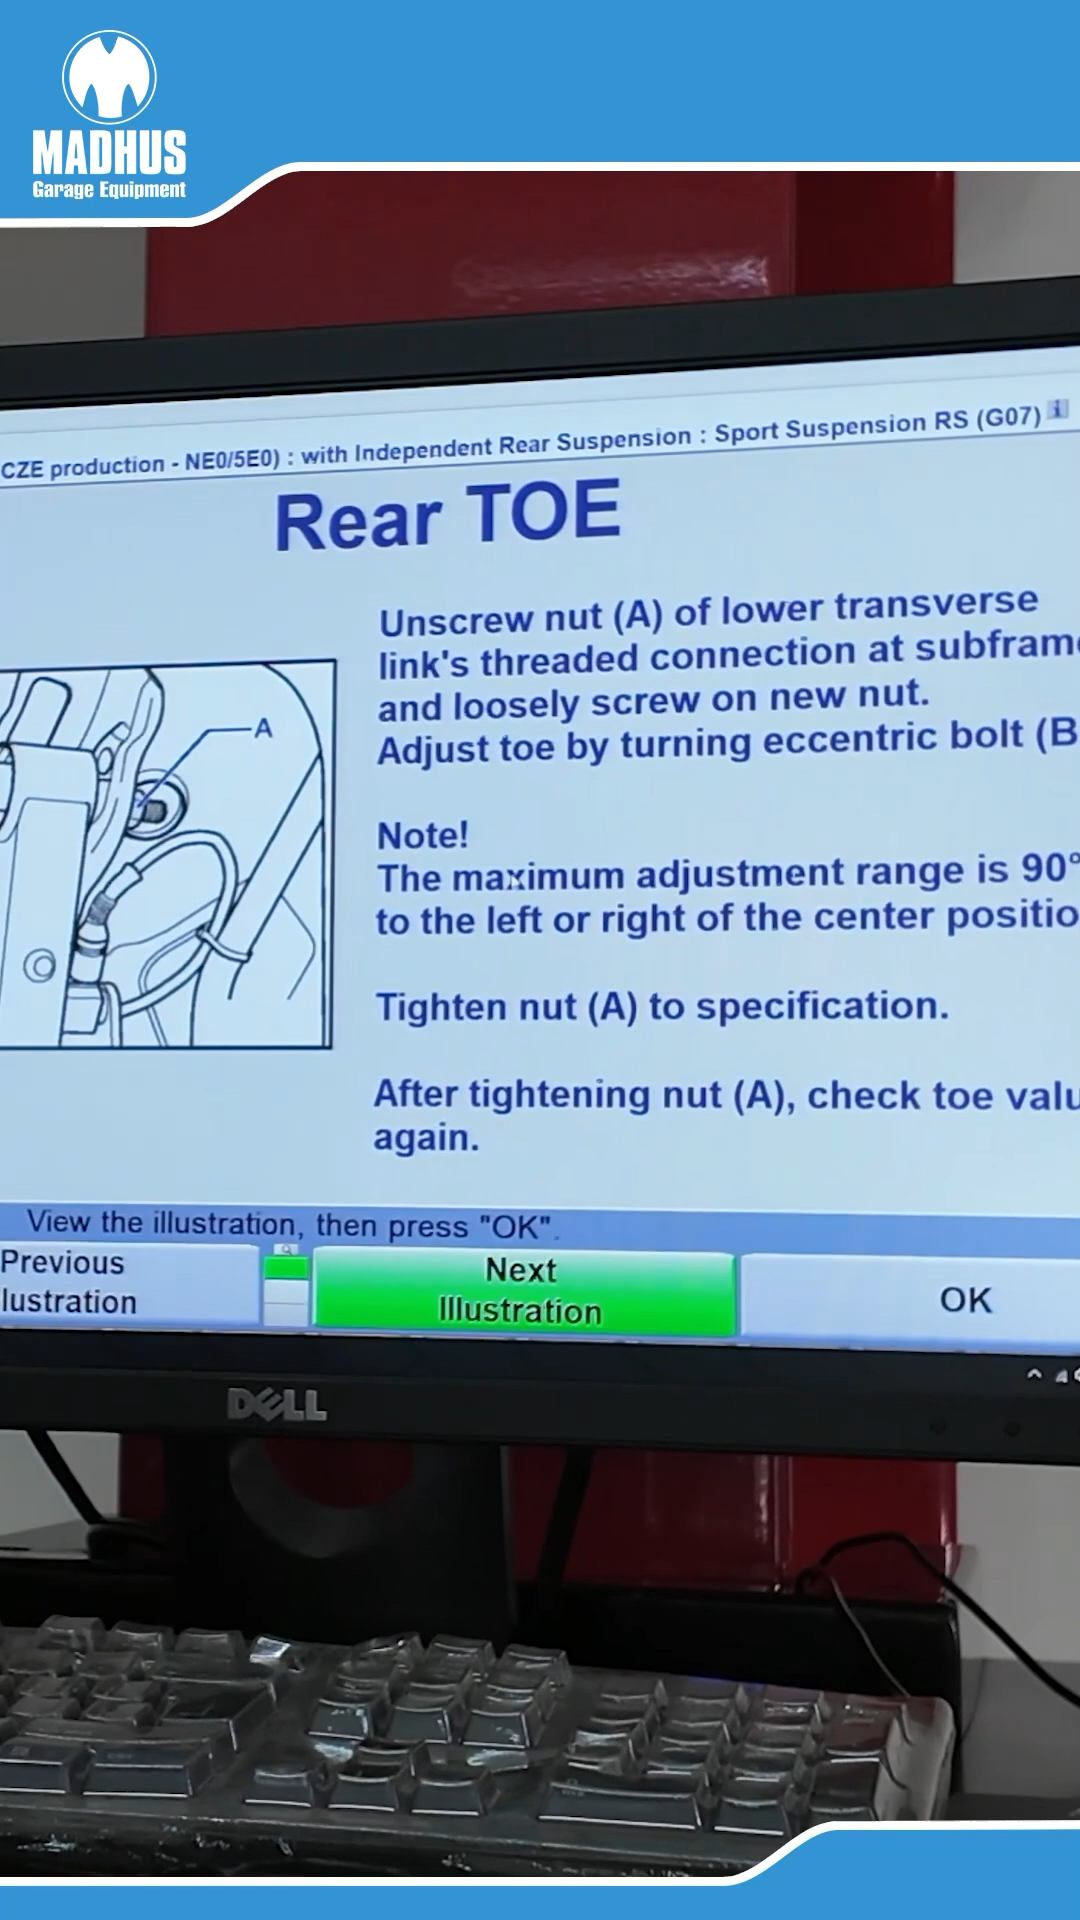 MADHUS
Garage Equipment
CZE production - NE0/5E0) : with Independent Rear Suspension : Sport Suspension RS (G07)
Rear TOE
Unscrew nut (A) of lower transverse
link's threaded connection at subfram
and loosely screw on new nut.
Adjust toe by turning eccentric bolt (B
A
Note!
The maximum adjustment range is 90°
to the left or right of the center positio
Tighten nut (A) to specification.
After tightening nut (A), check toe valu
again.
View the illustration, then press "OK".
Previous
lustration
Next
Illustration
OK
DELL